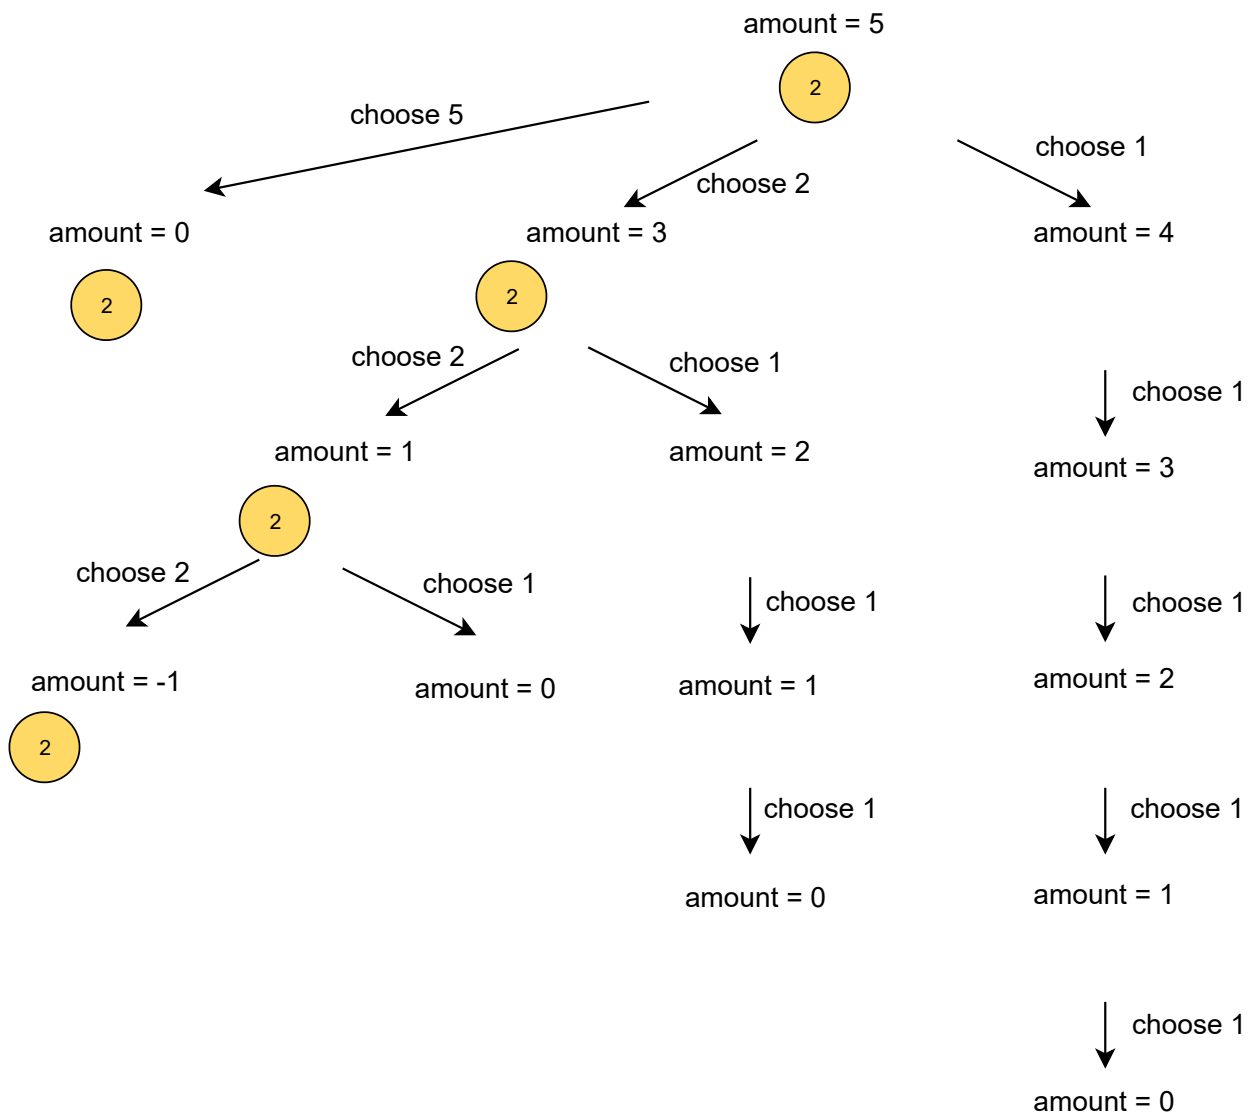 amount = 5
2
choose 5
choose 2
choose 1
amount = 0
amount = 3
amount = 4
2
2
choose 2
choose 1
choose 1
amount = 1
amount = 2
amount = 3
2
choose 2
choose 1
choose 1
choose 1
amount = -1
amount = 0
amount = 1
amount = 2
2
choose 1
choose 1
amount = 0
amount = 1
choose 1
amount = 0